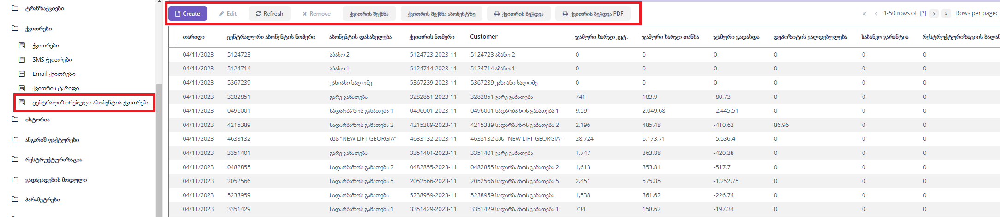 ტრანზაქციები
ქვითრები
ქვითრები
SMS ქვითრები
Email ქვითრები
ქვითრის ტარიფი
ცენტრალიზირებული აბონენტის ქვითრები
ისტორია
ანგარიშ-ფაქტურები
რესტრუქტურიზაცია
გადავადების მოდული
პარამეტრები
Create Edit Refresh Remove ქვითრის შექმნა ქვითრის შექმნა აბონენტზე ქვითრის ბეჭდვა ქვითრის ბეჭდვა PDF « ‹ 1-50 rows of [?] › » Rows per page:
თარიღი ცენტრალური აბონენტის ნომერი აბონენტის დასახელება ქვითრის ნომერი Customer ჯამური ხარჯი კვტ. ჯამური ხარჯი თანხა ჯამური გადახდა დეპოზიტის ვალდებულება საბანკო გარანტია რესტრუქტურიზაციის ბალან
04/11/2023 5124723 აბანო 2 5124723-2023-11 5124723 აბანო 2 0 0 0 0 0 0
04/11/2023 5124714 აბანო 1 5124714-2023-11 5124714 აბანო 1 0 0 0 0 0 0
04/11/2023 5367239 კახიანი სალომე 5367239-2023-11 5367239 კახიანი სალომე 0 0 0 0 0 0
04/11/2023 3282851 გარე განათება 3282851-2023-11 3282851 გარე განათება 741 183.9 -80.73 0 0 0
04/11/2023 0496001 სადარბაზოს განათება 1 0496001-2023-11 0496001 სადარბაზოს განათება 1 9,591 2,049.68 -2,445.51 0 0 0
04/11/2023 4215389 სადარბაზოს განათება 2 4215389-2023-11 4215389 სადარბაზოს განათება 2 2,196 485.48 -410.63 86.96 0 0
04/11/2023 4633132 შპს "NEW LIFT GEORGIA" 4633132-2023-11 4633132 შპს "NEW LIFT GEORGIA" 28,724 6,173.71 -5,536.4 0 0 0
04/11/2023 3351401 გარე განათება 3351401-2023-11 3351401 გარე განათება 1,747 363.88 -420.38 0 0 0
04/11/2023 0482855 სადარბაზოს განათება 2 0482855-2023-11 0482855 სადარბაზოს განათება 2 1,613 353.81 -517.7 0 0 0
04/11/2023 2052566 სადარბაზოს განათება 5 2052566-2023-11 2052566 სადარბაზოს განათება 5 2,451 575.85 -1,252.75 0 0 0
04/11/2023 5238959 სადარბაზოს განათება 5238959-2023-11 5238959 სადარბაზოს განათება 1,538 361.62 -226.74 0 0 0
04/11/2023 3351429 სადარბაზოს განათება 1 3351429-2023-11 3351429 სადარბაზოს განათება 1 734 158.62 -197.34 0 0 0